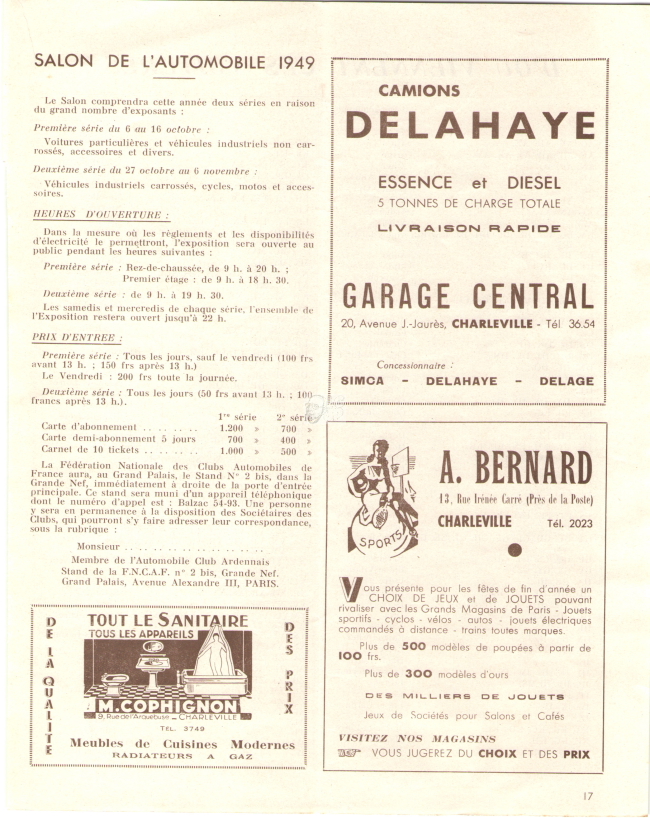 SALON DE L'AUTOMOBILE 1949
Le Salon comprendra cette année deux séries en raison
du grand nombre d'exposants :
Première série du 6 au 16 octobre :
Voitures particulières et véhicules industriels non car-
rossés, accessoires et divers.
Deuxième série du 27 octobre au 6 novembre :
Véhicules industriels carrossés, cycles, motos et acces-
soires.
HEURES D'OUVERTURE :
Dans la mesure où les règlements et les disponibilités
d'électricité le permettront, l'exposition sera ouverte au
public pendant les heures suivantes :
Première série : Rez-de-chaussée, de 9 h. à 20 h. ;
Premier étage : de 9 h. à 18 h. 30.
Deuxième série : de 9 h. à 19 h. 30.
Les samedis et mercredis de chaque série, l'ensemble de
l'Exposition restera ouvert jusqu'à 22 h.
PRIX D'ENTREE :
Première série : Tous les jours, sauf le vendredi (100 frs
avant 13 h. ; 150 frs après 13 h.)
Le Vendredi : 200 frs toute la journée.
Deuxième série : Tous les jours (50 frs avant 13 h. ; 100
francs après 13 h.).
1re série 2e série
Carte d'abonnement . . . . . . . . 1.200 » 700 »
Carte demi-abonnement 5 jours 700 » 400 »
Carnet de 10 tickets . . . . . . . . 1.000 » 500 »
La Fédération Nationale des Clubs Automobiles de
France aura, au Grand Palais, le Stand N° 2 bis, dans la
Grande Nef, immédiatement à droite de la porte d'entrée
principale. Ce stand sera muni d'un appareil téléphonique
dont le numéro d'appel est : Balzac 54-93. Une personne
y sera en permanence à la disposition des Sociétaires des
Clubs, qui pourront s'y faire adresser leur correspondance,
sous la rubrique :
Monsieur . . . . . . . . . . . . . . . . . . .
Membre de l'Automobile Club Ardennais
Stand de la F.N.C.A.F. n° 2 bis, Grande Nef.
Grand Palais, Avenue Alexandre III, PARIS.
DE LA QUALITE
TOUT LE SANITAIRE
TOUS LES APPAREILS
M. COPHIGNON
9, Rue de l'Arquebuse _ CHARLEVILLE
TEL. 3749
DES PRIX
Meubles de Cuisines Modernes
RADIATEURS A GAZ
CAMIONS
DELAHAYE
ESSENCE et DIESEL
5 TONNES DE CHARGE TOTALE
LIVRAISON RAPIDE
GARAGE CENTRAL
20, Avenue J.-Jaurès, CHARLEVILLE - Tél 36.54
Concessionnaire :
SIMCA - DELAHAYE - DELAGE
SPORTS
A. BERNARD
13, Rue Irénée Carré (Près de la Poste)
CHARLEVILLE Tél. 2023
Vous présente pour les fêtes de fin d'année un
CHOIX DE JEUX et de JOUETS pouvant
rivaliser avec les Grands Magasins de Paris - Jouets
sportifs - cyclos - vélos - autos - jouets électriques
commandés à distance - trains toutes marques.
Plus de 500 modèles de poupées à partir de
100 frs.
Plus de 300 modèles d'ours
DES MILLIERS DE JOUETS
Jeux de Sociétés pour Salons et Cafés
VISITEZ NOS MAGASINS
VOUS JUGEREZ DU CHOIX ET DES PRIX
17